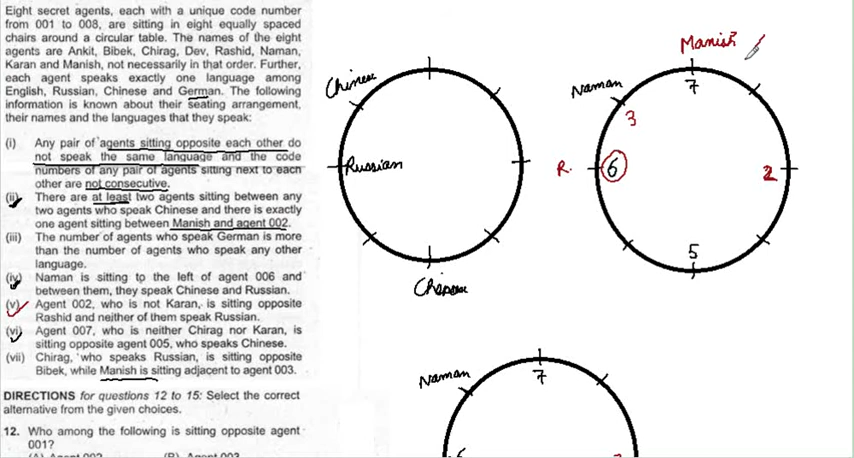 Eight secret agents, each with a unique code number
from 001 to 008, are sitting in eight equally spaced
chairs around a circular table. The names of the eight
agents are Ankit, Bibek, Chirag, Dev, Rashid, Naman,
Karan and Manish, not necessarily in that order. Further,
each agent speaks exactly one language among
English, Russian, Chinese and German. The following
information is known about their seating arrangement,
their names and the languages that they speak:
(i) Any pair of agents sitting opposite each other do
not speak the same language and the code
numbers of any pair of agents sitting next to each
other are not consecutive.
(ii) There are at least two agents sitting between any
two agents who speak Chinese and there is exactly
one agent sitting between Manish and agent 002.
(iii) The number of agents who speak German is more
than the number of agents who speak any other
language.
(iv) Naman is sitting to the left of agent 006 and
between them, they speak Chinese and Russian.
(v) Agent 002, who is not Karan, is sitting opposite
Rashid and neither of them speak Russian.
(vi) Agent 007, who is neither Chirag nor Karan, is
sitting opposite agent 005, who speaks Chinese.
(vii) Chirag, who speaks Russian, is sitting opposite
Bibek, while Manish is sitting adjacent to agent 003.
DIRECTIONS for questions 12 to 15: Select the correct
alternative from the given choices.
12. Who among the following is sitting opposite agent
001?
Chinese
Russian
Chinese
Manish
Naman
7
3
R.
6
2
5
Naman
7